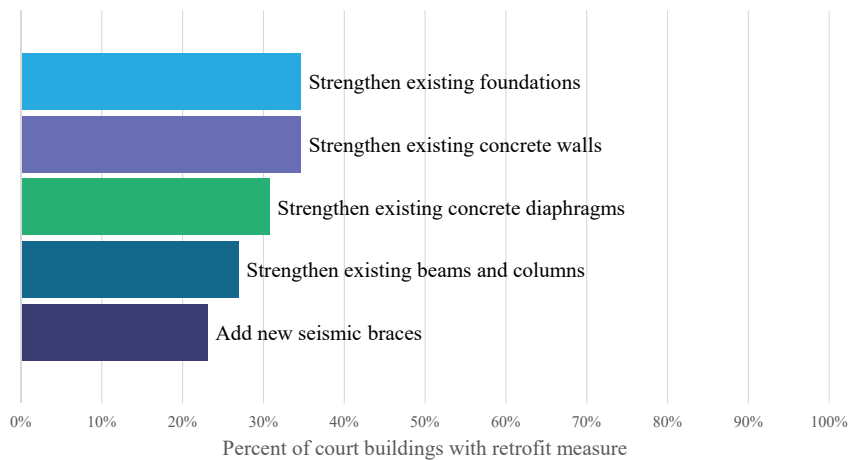 Strengthen existing foundations
Strengthen existing concrete walls
Strengthen existing concrete diaphragms
Strengthen existing beams and columns
Add new seismic braces
0% 10% 20% 30% 40% 50% 60% 70% 80% 90% 100%
Percent of court buildings with retrofit measure